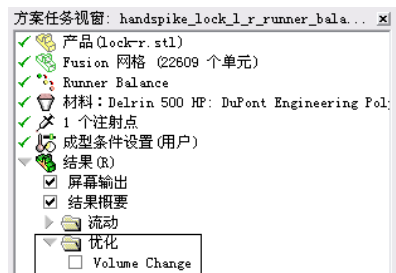 方案任务视窗: handspike_lock_l_r_runner_bala...
产品(lock-r.stl)
Fusion 网格 (22609 个单元)
Runner Balance
材料：Delrin 500 HP: DuPont Engineering Pol
1 个注射点
成型条件设置(用户)
结果(R)
屏幕输出
结果概要
流动
优化
Volume Change